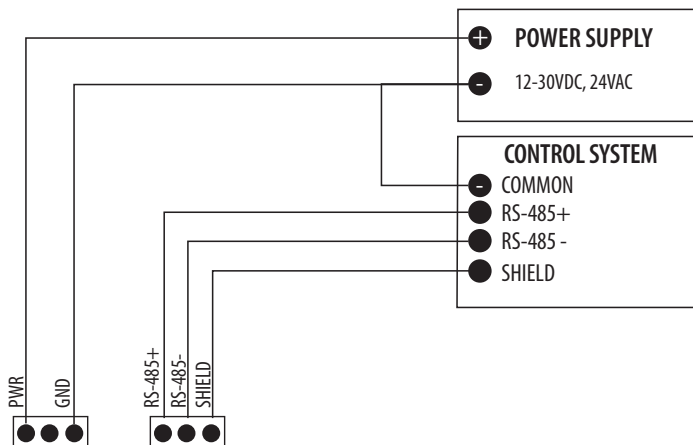 + POWER SUPPLY
- 12-30VDC, 24VAC
CONTROL SYSTEM
- COMMON
RS-485+
RS-485 -
SHIELD
PWR
GND
RS-485+
RS-485-
SHIELD